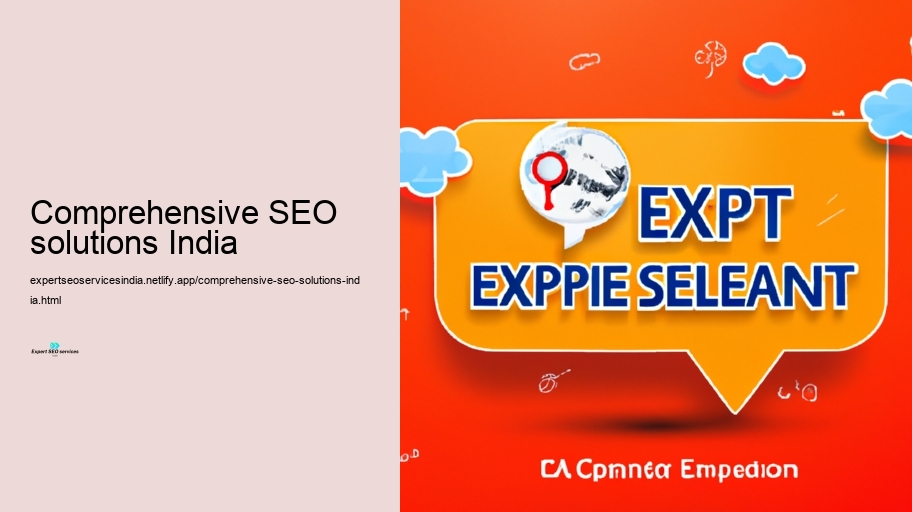 Comprehensive SEO
solutions India
expertseoservicesindia.netlify.app/comprehensive-seo-solutions-ind
ia.html
Expert SEO services
EXPT
EXPPIE SELEANT
CA Cpmnter Empedion